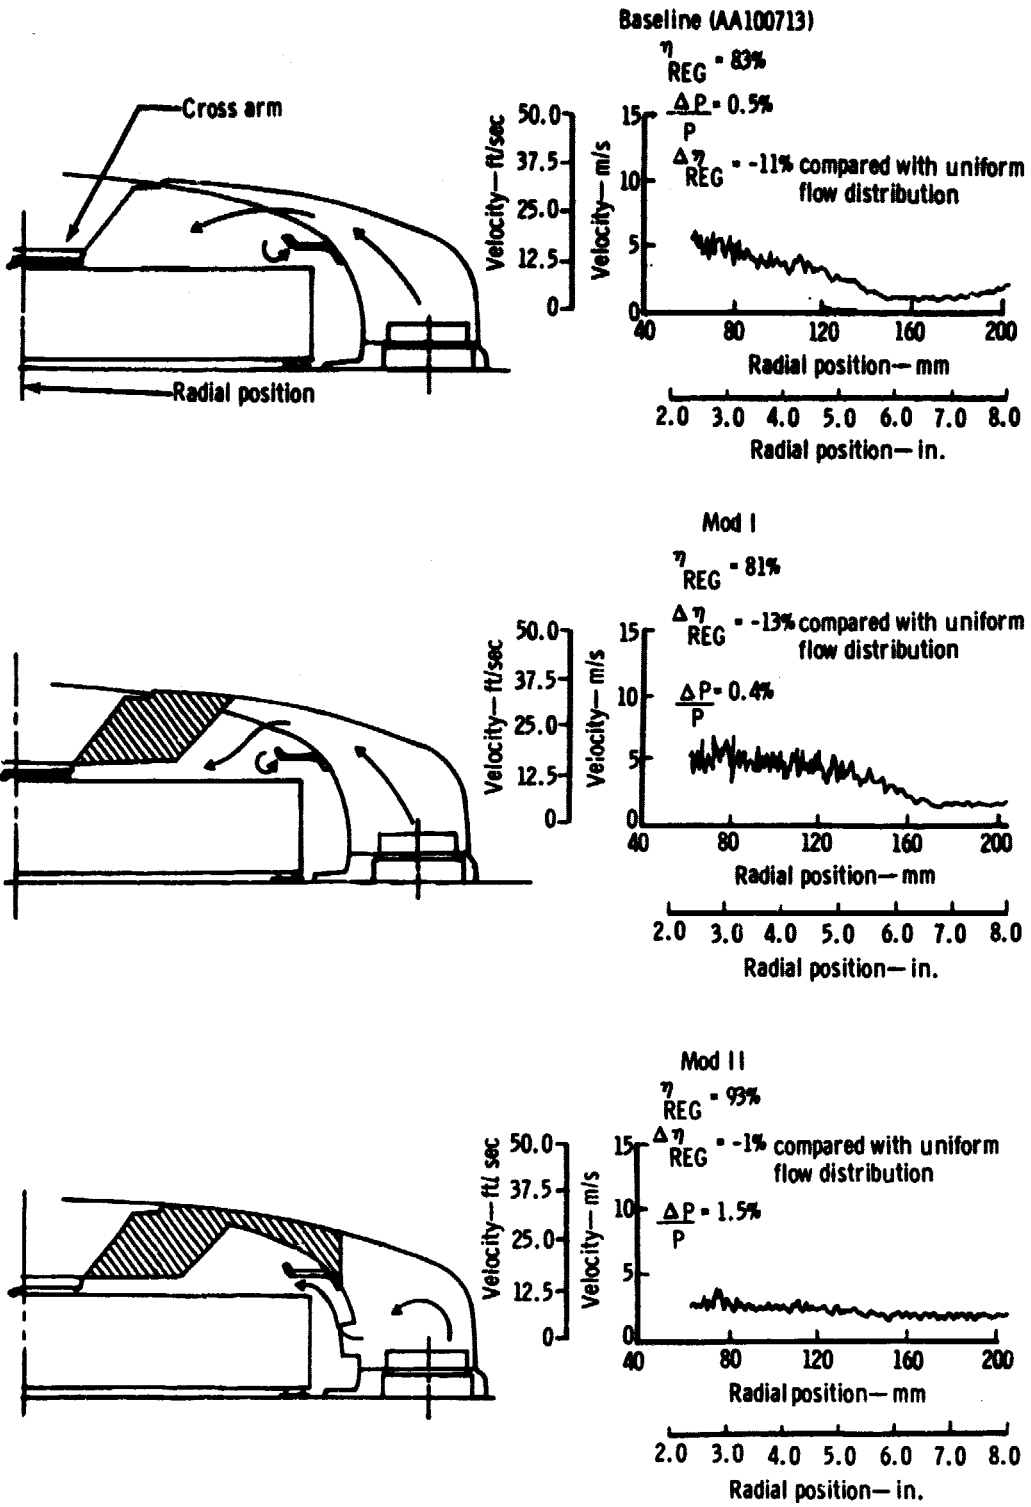 Baseline (AA100713)
η REG = 83%
ΔP/P = 0.5%
Δη REG = -11% compared with uniform
flow distribution
Cross arm
Radial position
Velocity—ft/sec
50.0
37.5
25.0
12.5
0
Velocity—m/s
15
10
5
0
40 80 120 160 200
Radial position—mm
2.0 3.0 4.0 5.0 6.0 7.0 8.0
Radial position—in.
Mod I
η REG = 81%
Δη REG = -13% compared with uniform
flow distribution
ΔP/P = 0.4%
Velocity—ft/sec
50.0
37.5
25.0
12.5
0
Velocity—m/s
15
10
5
0
40 80 120 160 200
Radial position—mm
2.0 3.0 4.0 5.0 6.0 7.0 8.0
Radial position—in.
Mod II
η REG = 93%
Δη REG = -1% compared with uniform
flow distribution
ΔP/P = 1.5%
Velocity—ft/sec
50.0
37.5
25.0
12.5
0
Velocity—m/s
15
10
5
0
40 80 120 160 200
Radial position—mm
2.0 3.0 4.0 5.0 6.0 7.0 8.0
Radial position—in.